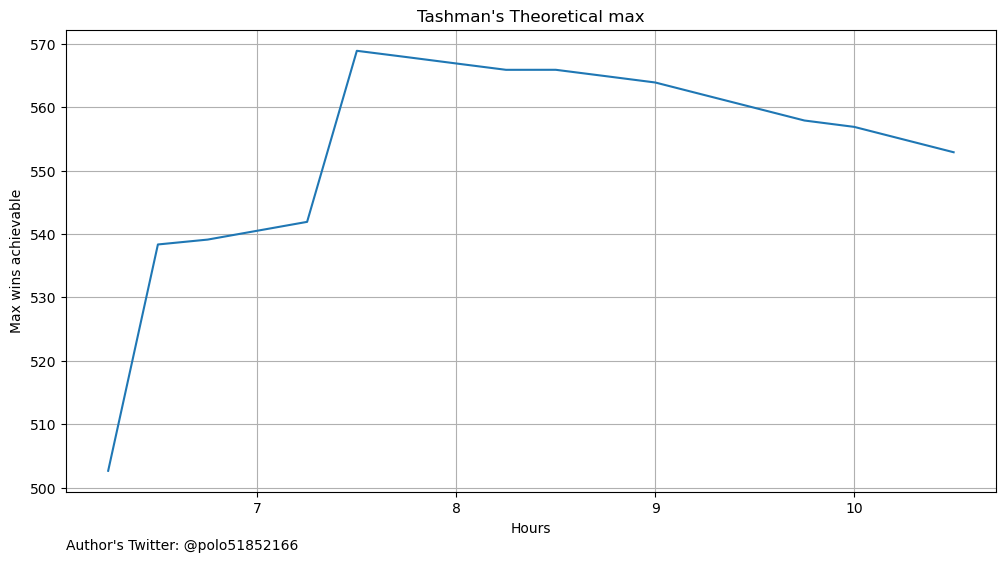 Tashman's Theoretical max
570
560
550
540
530
520
510
500
Max wins achievable
7 8 9 10
Hours
Author's Twitter: @polo51852166